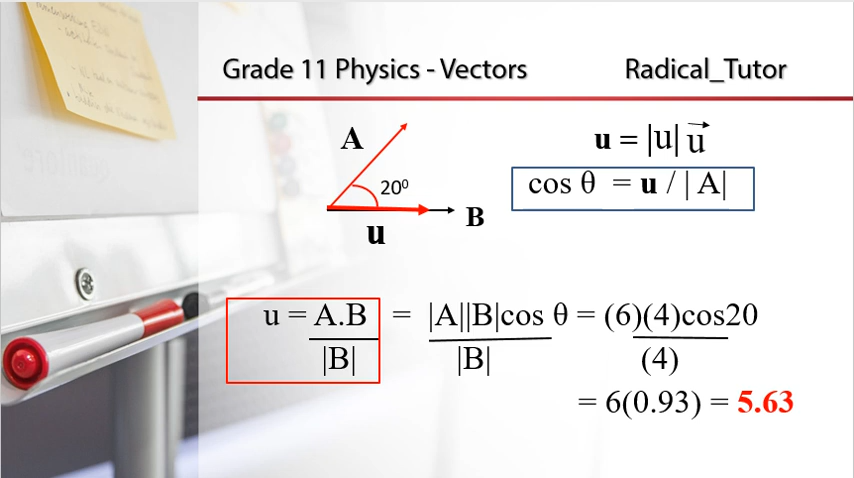 Grade 11 Physics - Vectors Radical_Tutor
A
u = |u| u⃗
cos θ = u / | A|
20⁰
B
u
u = A.B = |A||B|cos θ = (6)(4)cos20
|B| |B| (4)
= 6(0.93) = 5.63